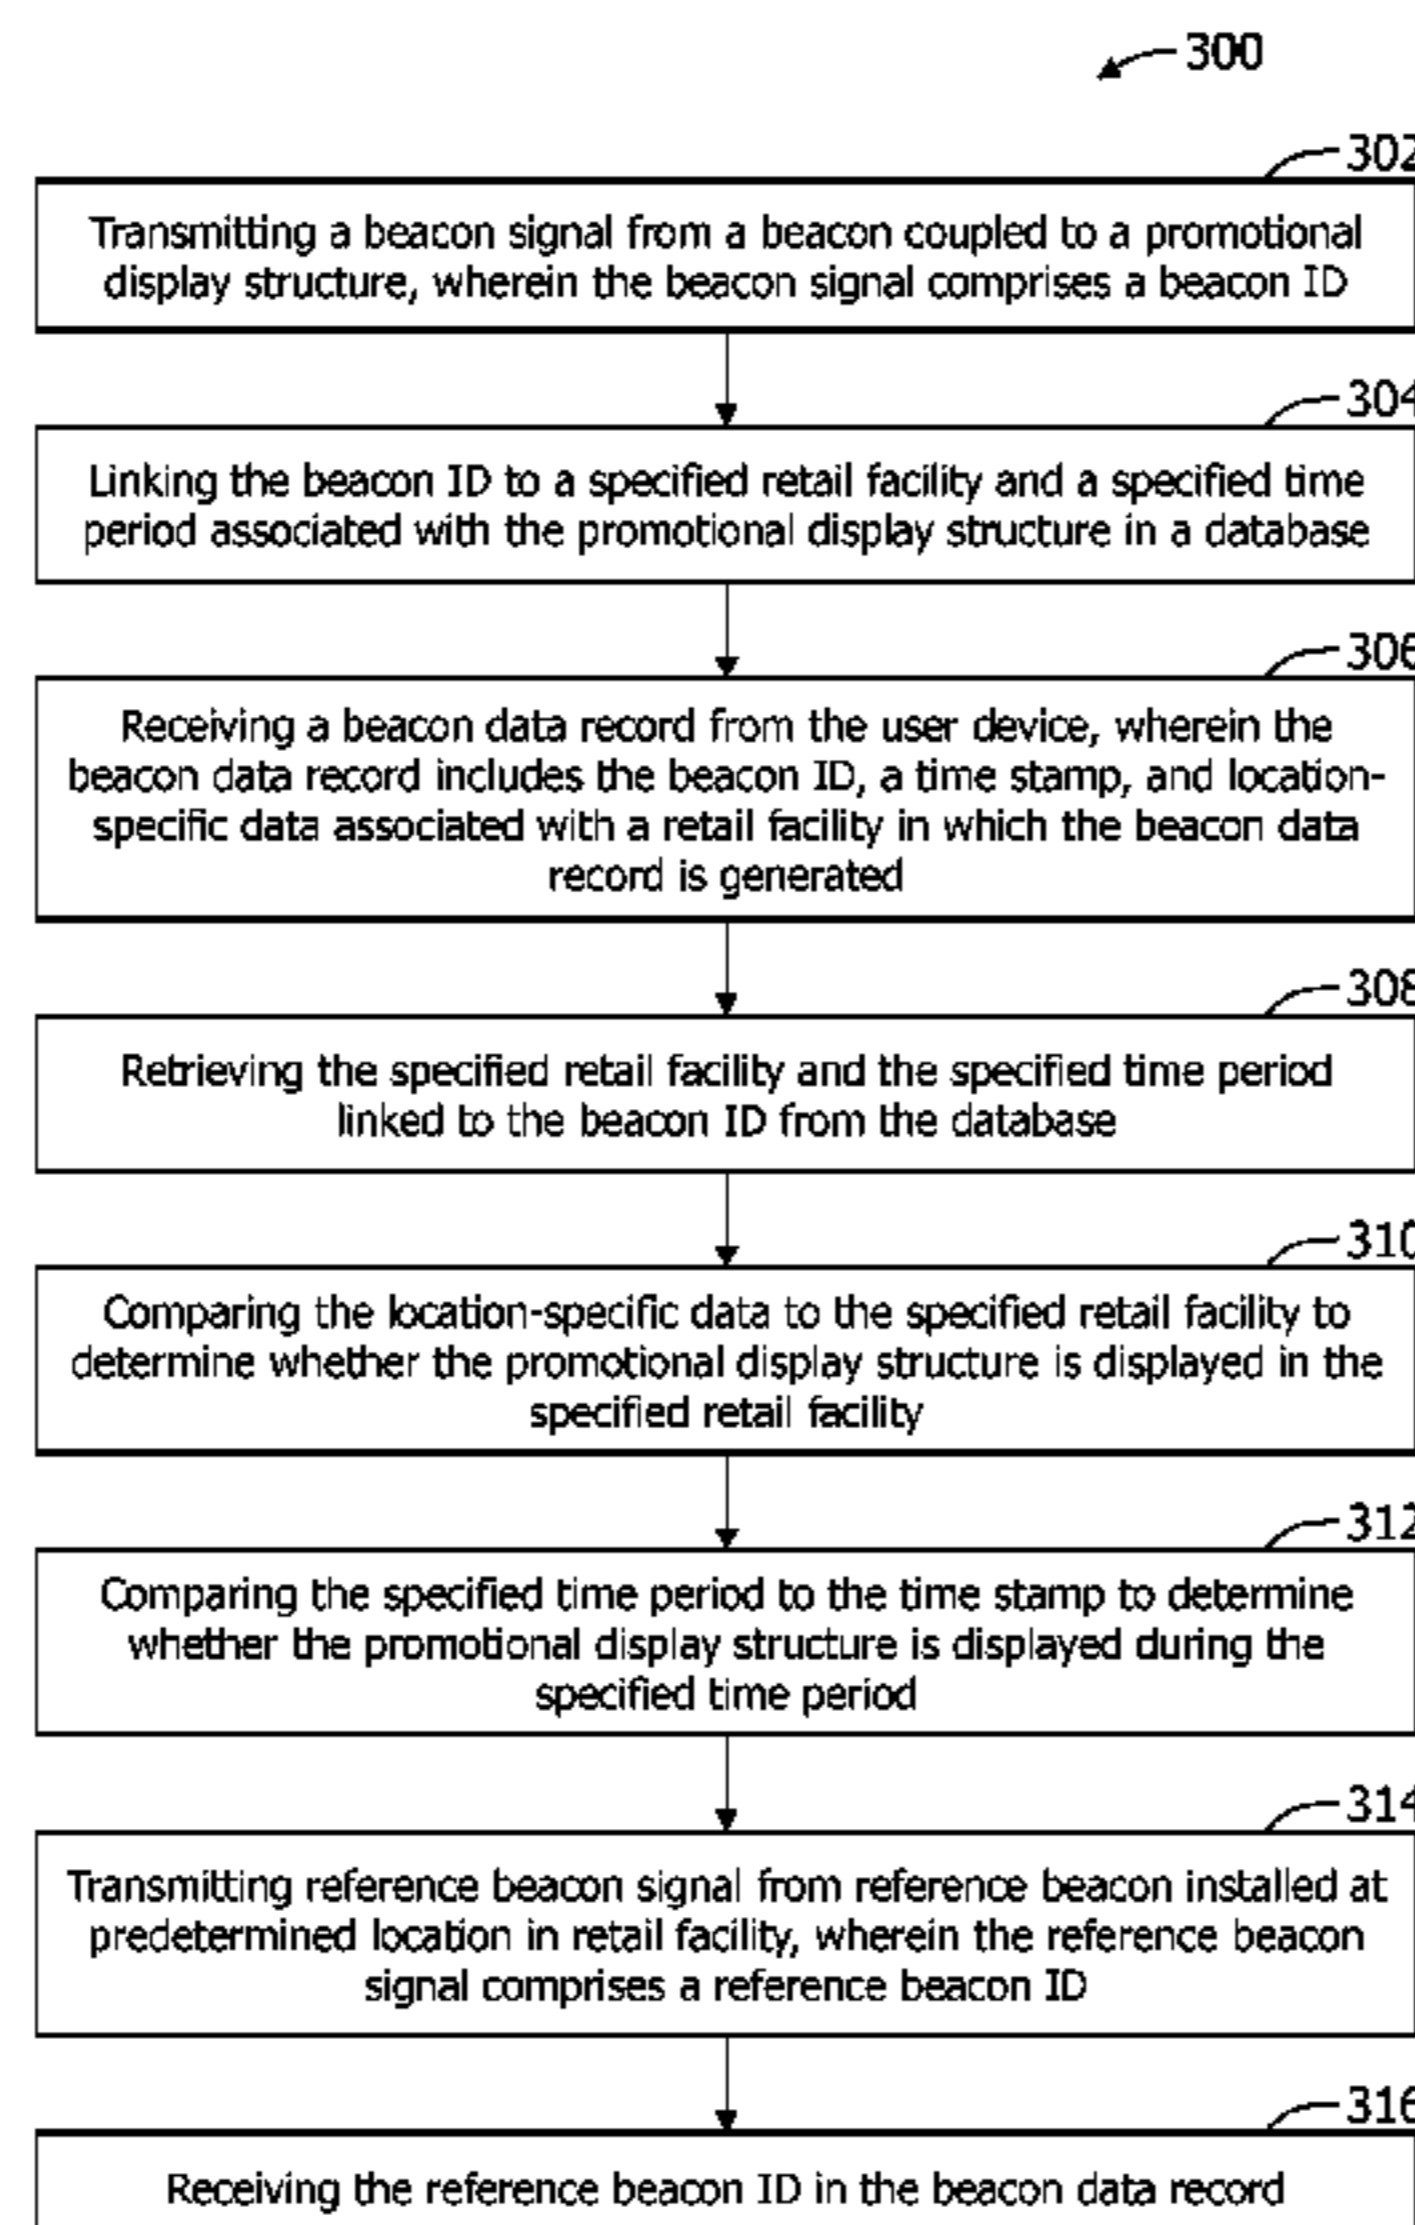 300
302
Transmitting a beacon signal from a beacon coupled to a promotional
display structure, wherein the beacon signal comprises a beacon ID
304
Linking the beacon ID to a specified retail facility and a specified time
period associated with the promotional display structure in a database
306
Receiving a beacon data record from the user device, wherein the
beacon data record includes the beacon ID, a time stamp, and location-
specific data associated with a retail facility in which the beacon data
record is generated
308
Retrieving the specified retail facility and the specified time period
linked to the beacon ID from the database
310
Comparing the location-specific data to the specified retail facility to
determine whether the promotional display structure is displayed in the
specified retail facility
312
Comparing the specified time period to the time stamp to determine
whether the promotional display structure is displayed during the
specified time period
314
Transmitting reference beacon signal from reference beacon installed at
predetermined location in retail facility, wherein the reference beacon
signal comprises a reference beacon ID
316
Receiving the reference beacon ID in the beacon data record